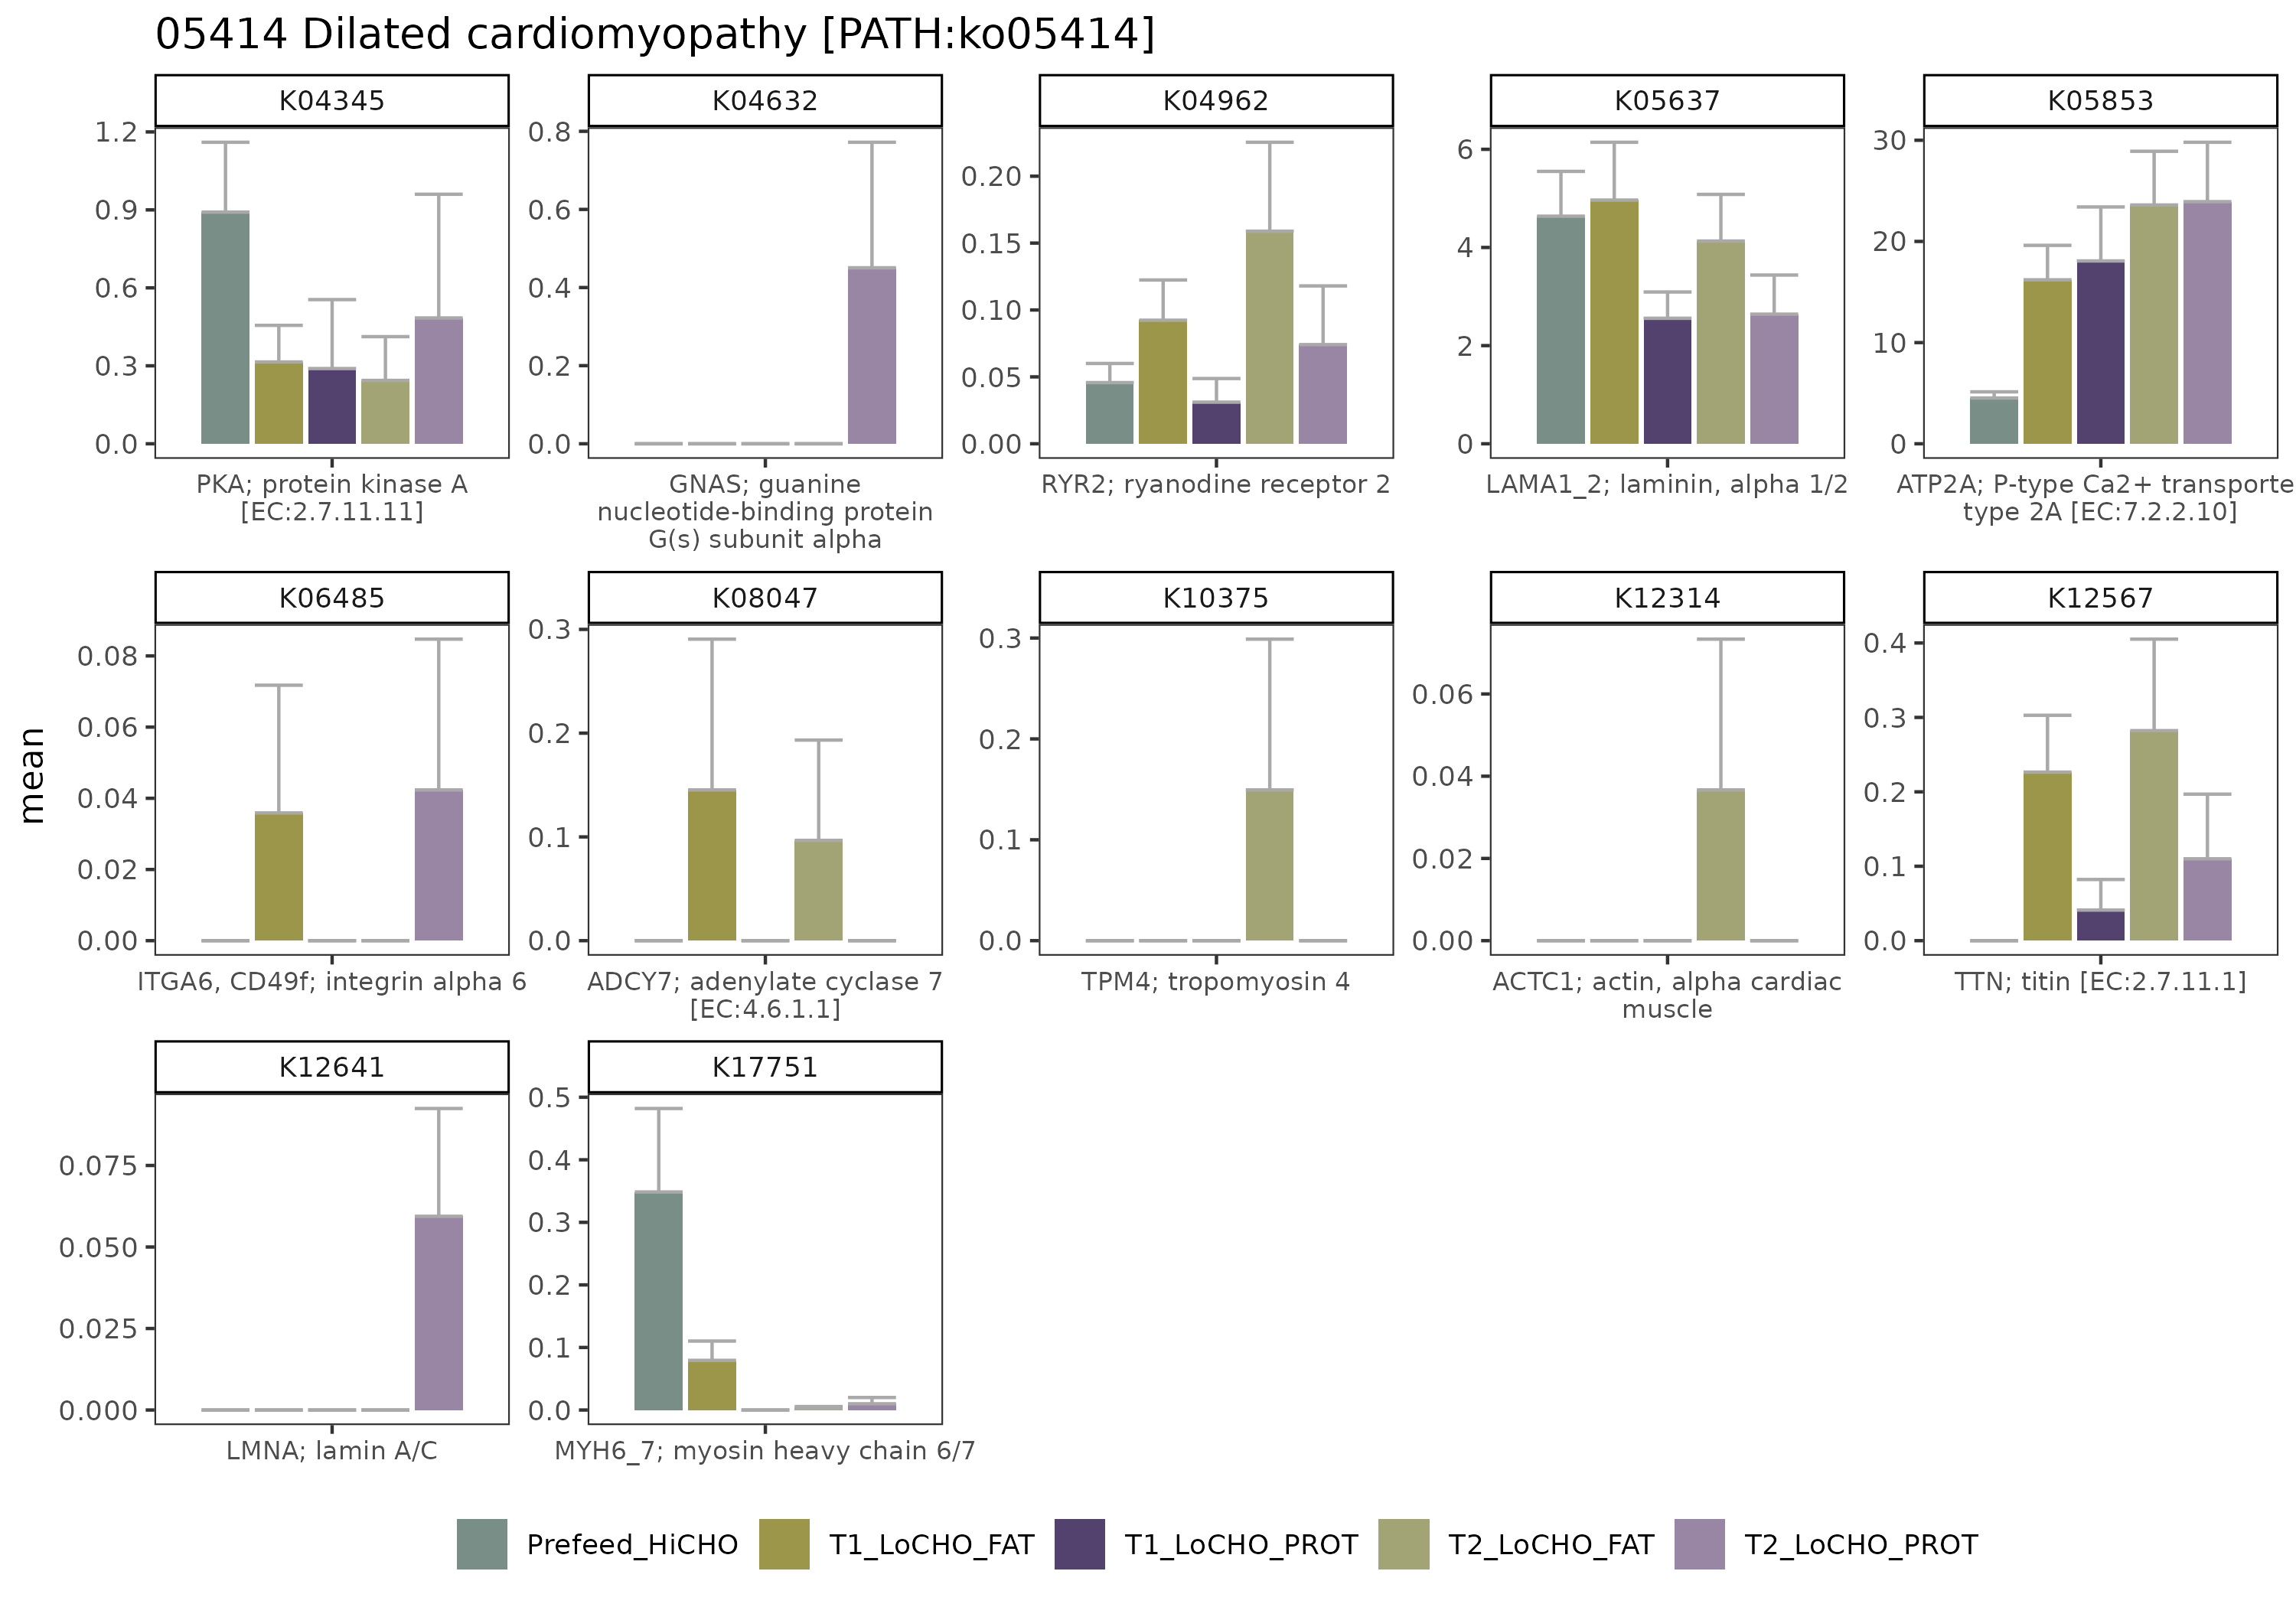 05414 Dilated cardiomyopathy [PATH:ko05414]
K04345
K04632
K04962
K05637
K05853
1.2
0.9
0.6
0.3
0.0
0.8
0.6
0.4
0.2
0.0
0.20
0.15
0.10
0.05
0.00
6
4
2
0
30
20
10
0
PKA; protein kinase A
[EC:2.7.11.11]
GNAS; guanine
nucleotide-binding protein
G(s) subunit alpha
RYR2; ryanodine receptor 2
LAMA1_2; laminin, alpha 1/2
ATP2A; P-type Ca2+ transporte
type 2A [EC:7.2.2.10]
mean
K06485
K08047
K10375
K12314
K12567
0.08
0.06
0.04
0.02
0.00
0.3
0.2
0.1
0.0
0.3
0.2
0.1
0.0
0.06
0.04
0.02
0.00
0.4
0.3
0.2
0.1
0.0
ITGA6, CD49f; integrin alpha 6
ADCY7; adenylate cyclase 7
[EC:4.6.1.1]
TPM4; tropomyosin 4
ACTC1; actin, alpha cardiac
muscle
TTN; titin [EC:2.7.11.1]
K12641
K17751
0.075
0.050
0.025
0.000
0.5
0.4
0.3
0.2
0.1
0.0
LMNA; lamin A/C
MYH6_7; myosin heavy chain 6/7
Prefeed_HiCHO
T1_LoCHO_FAT
T1_LoCHO_PROT
T2_LoCHO_FAT
T2_LoCHO_PROT